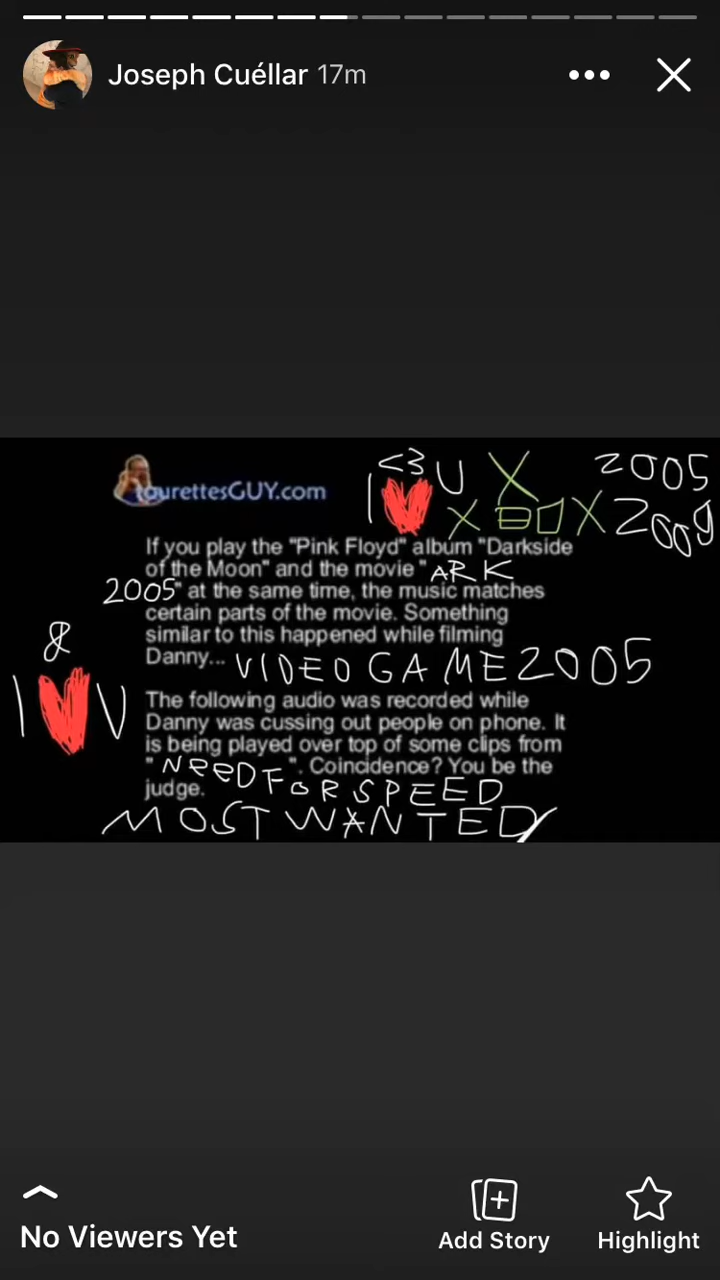 Joseph Cuéllar 17m
<3
I ❤ U X 2005
XBOX 2009
tourettesGUY.com
If you play the "Pink Floyd" album "Darkside
of the Moon" and the movie " ARK
2005" at the same time, the music matches
certain parts of the movie. Something
similar to this happened while filming
Danny... VIDEO GAME 2005
&
I ❤ U
The following audio was recorded while
Danny was cussing out people on phone. It
is being played over top of some clips from
" NEED FOR SPEED ". Coincidence? You be the
judge.
MOST WANTED
No Viewers Yet
Add Story
Highlight